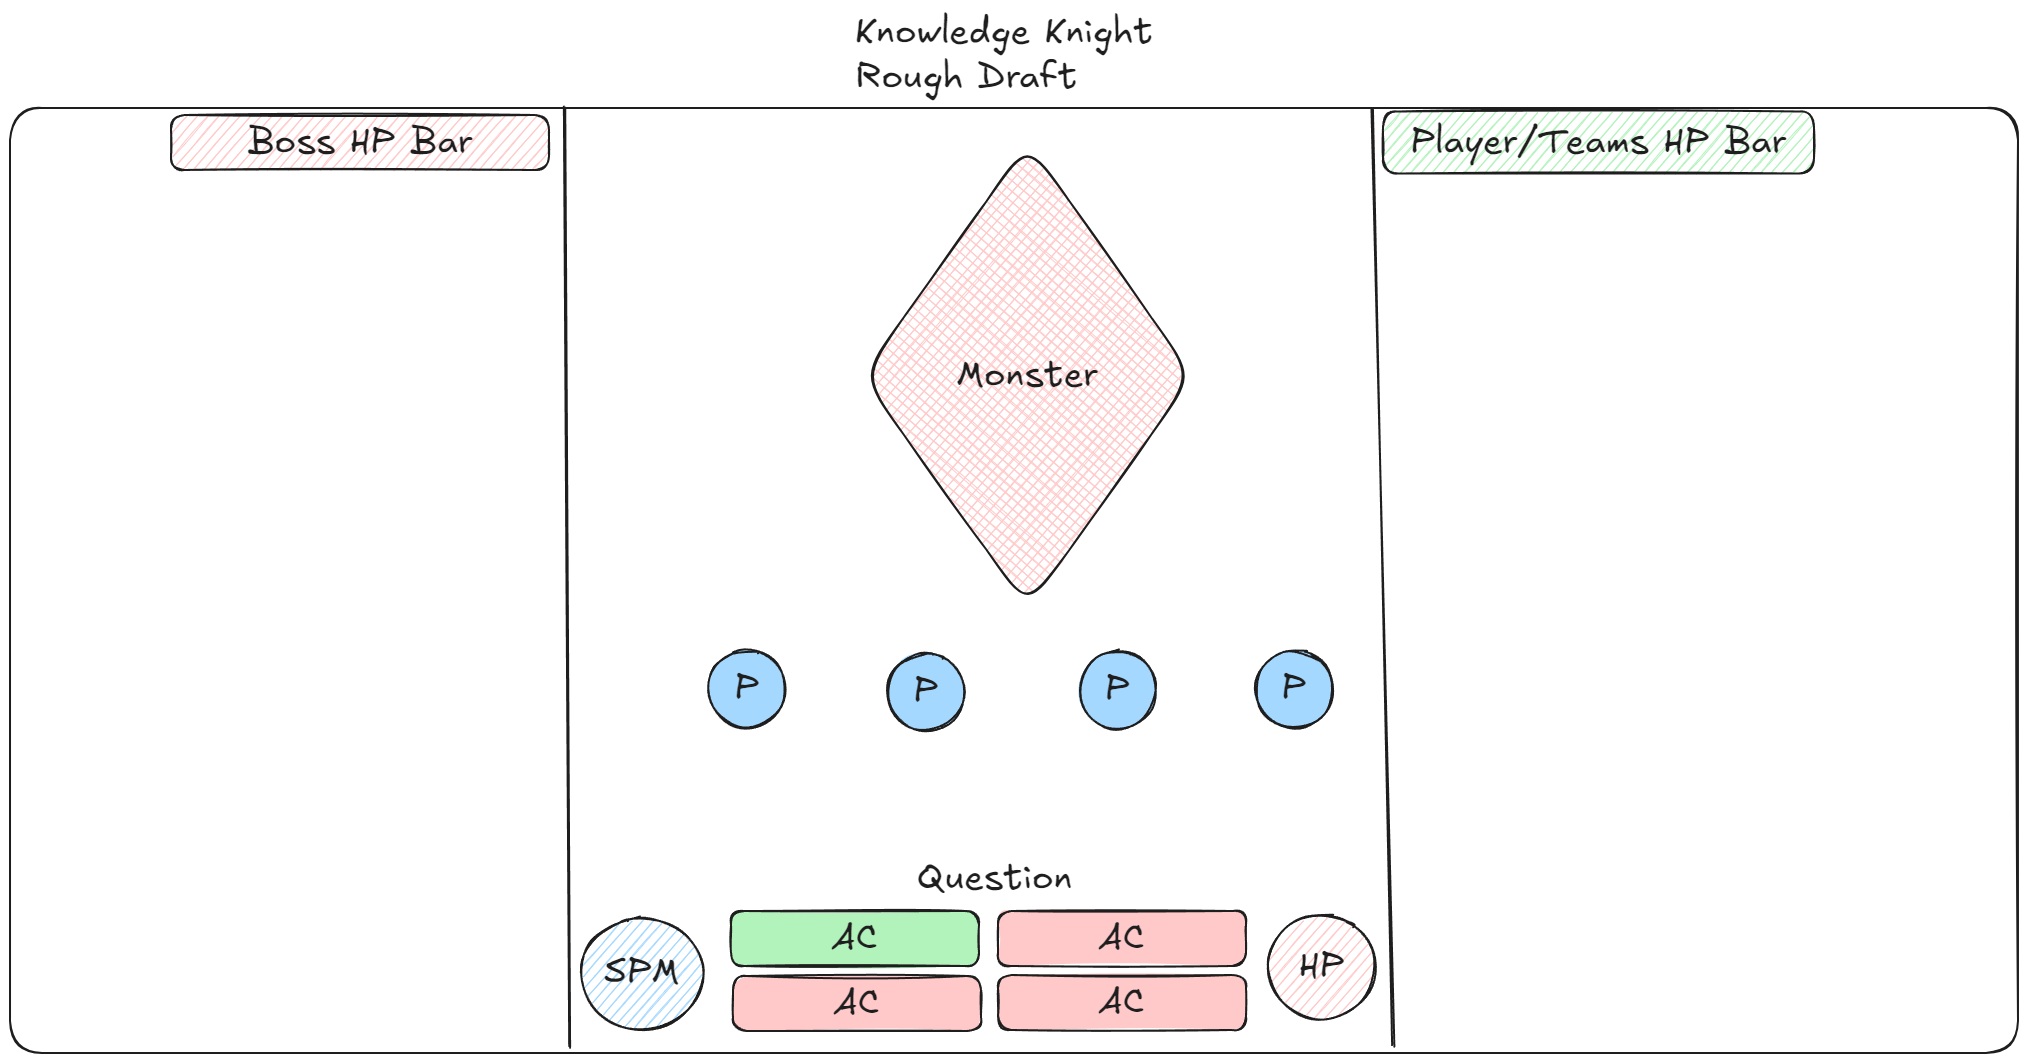 Knowledge Knight
Rough Draft
Boss HP Bar
Player/Teams HP Bar
Monster
P
P
P
P
Question
SPM
AC
AC
HP
AC
AC